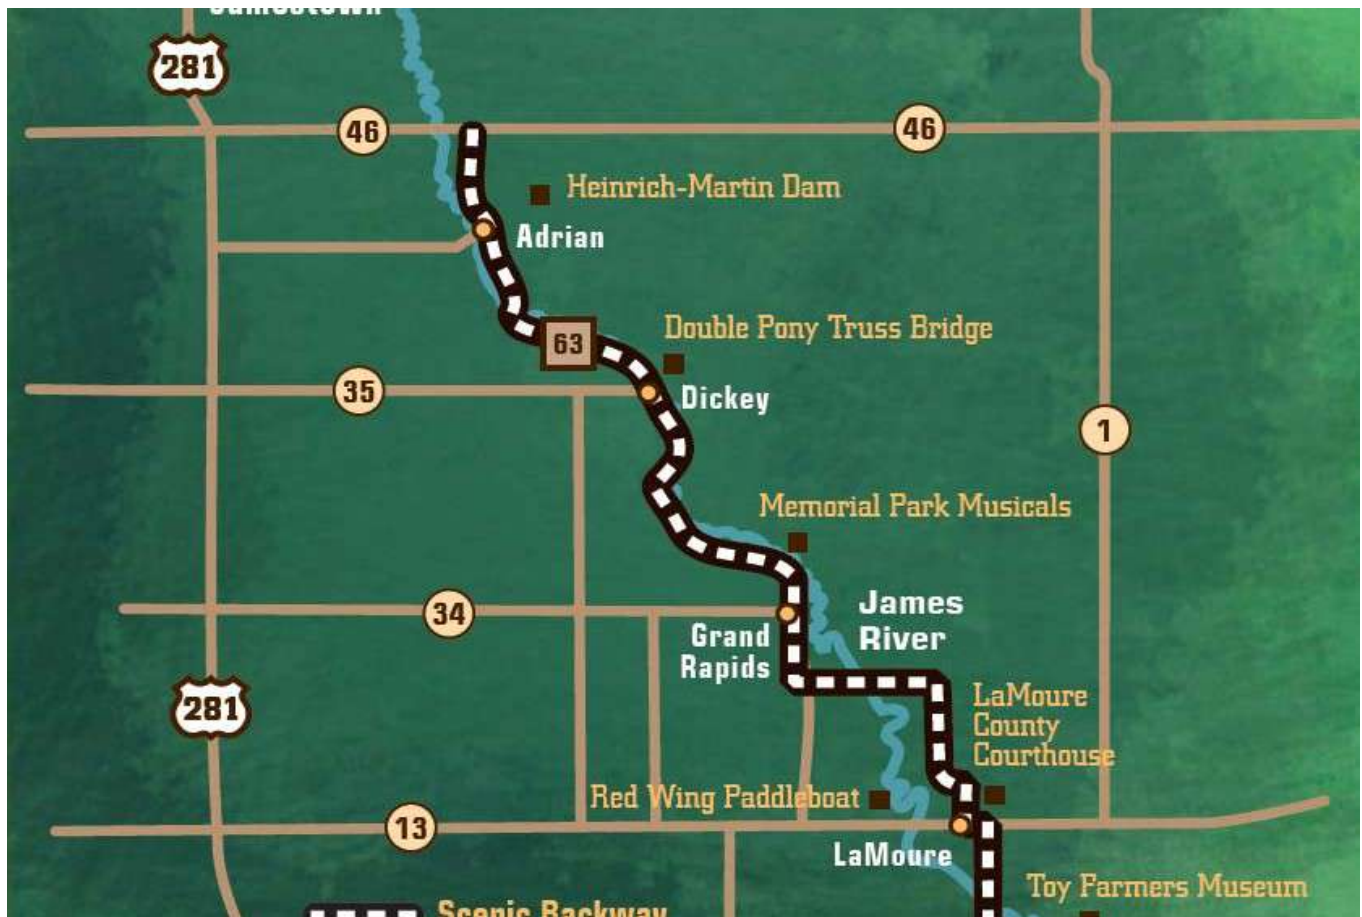 Jamestown
281
46
46
Heinrich-Martin Dam
Adrian
Double Pony Truss Bridge
63
35
Dickey
1
Memorial Park Musicals
34
James
River
Grand
Rapids
281
LaMoure
County
Courthouse
Red Wing Paddleboat
13
LaMoure
Toy Farmers Museum
Scenic Backway